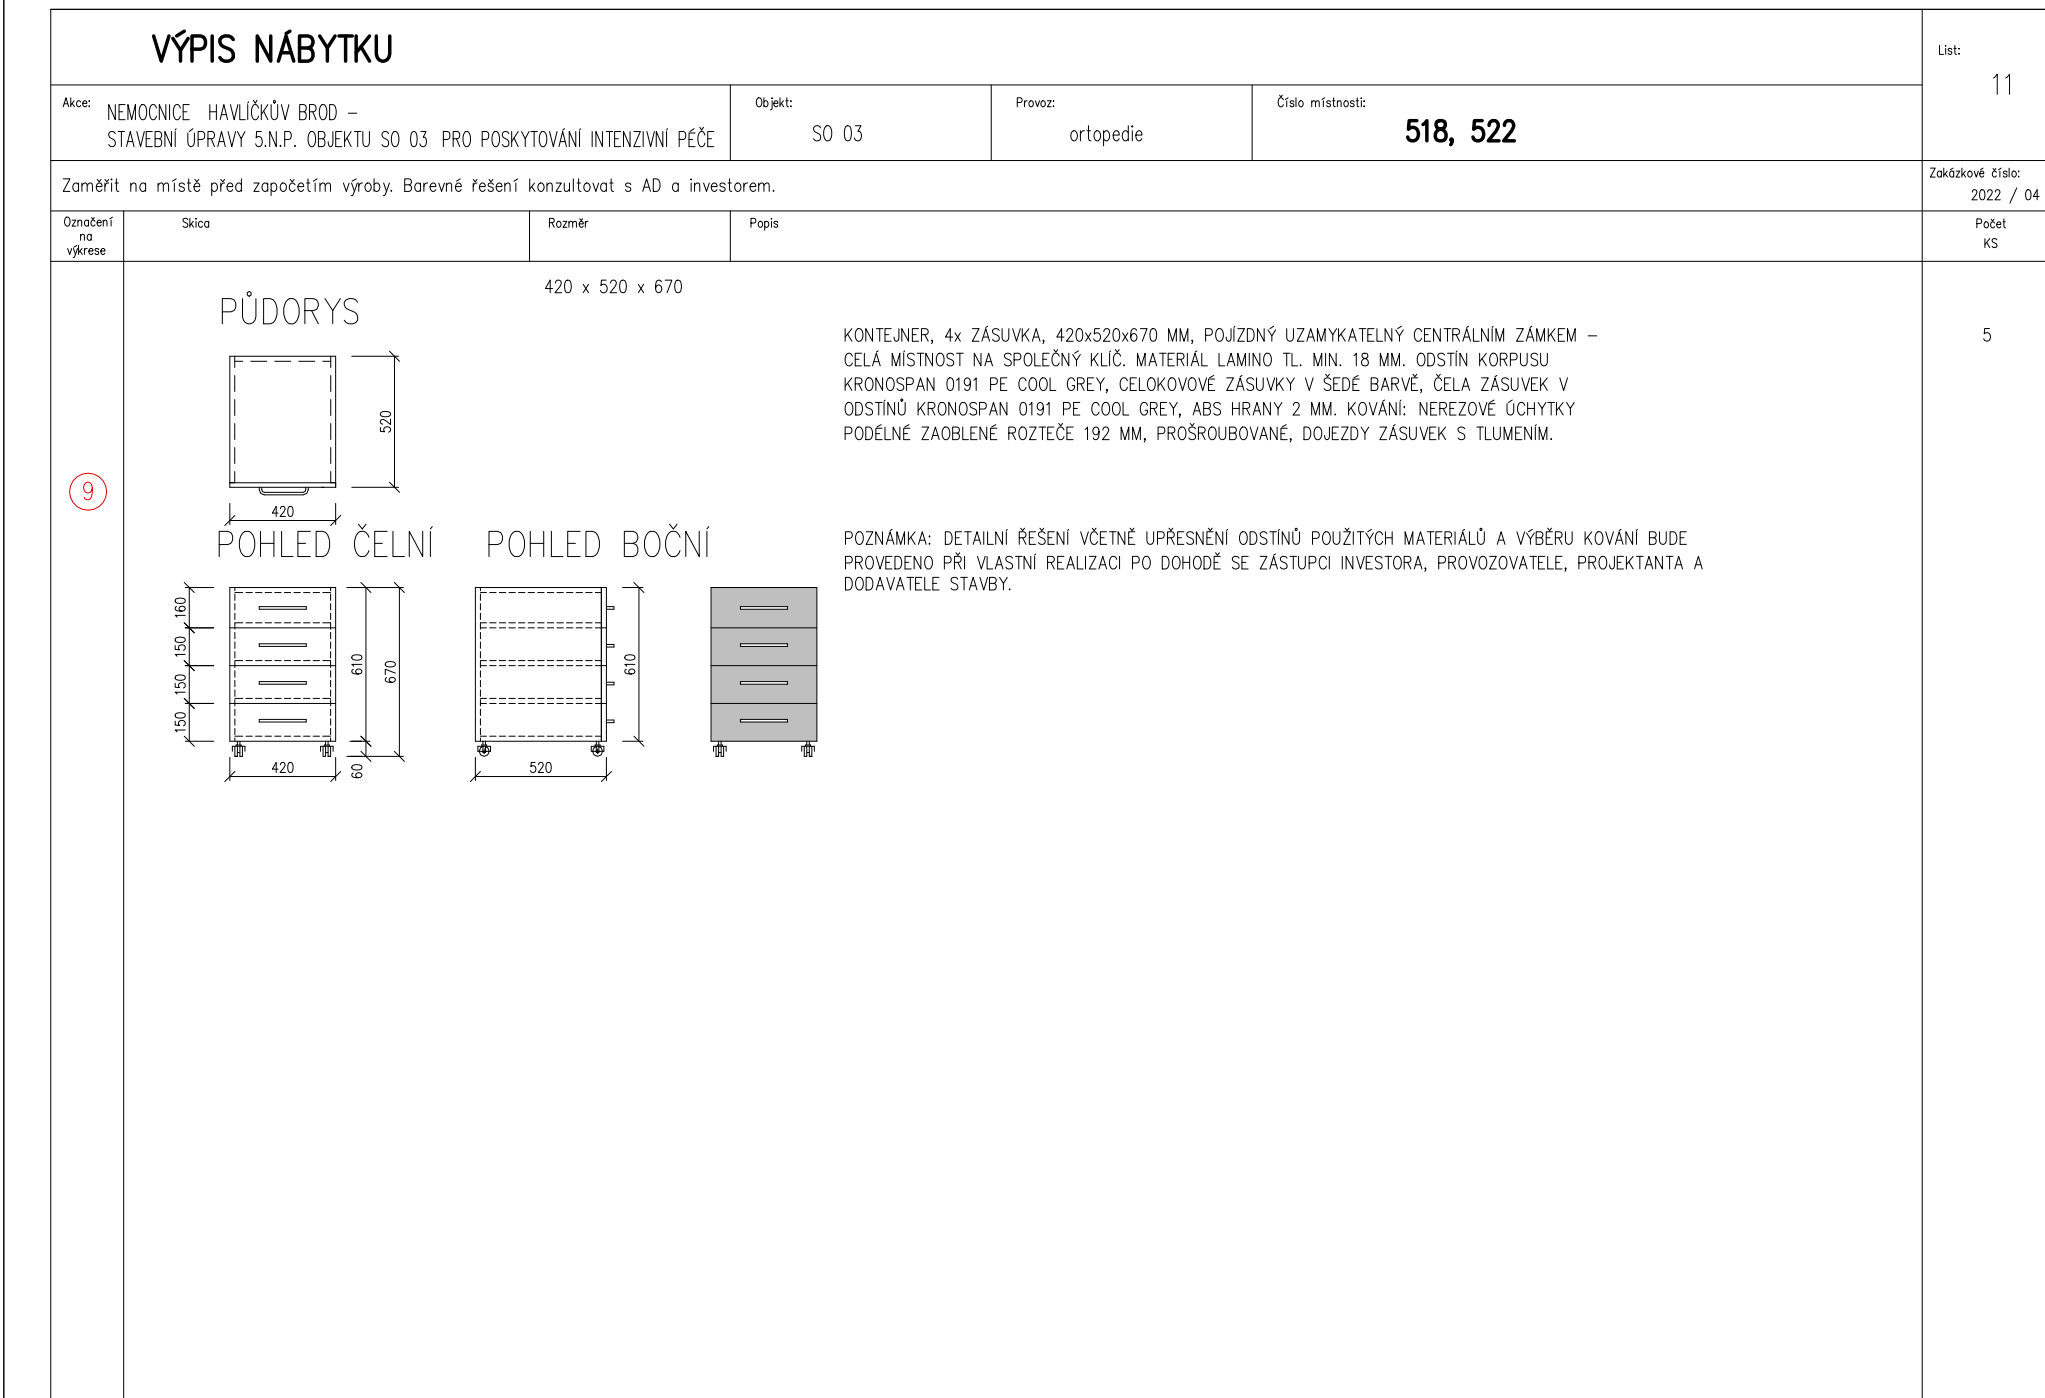 VÝPIS NÁBYTKU
List:
11
Akce:
NEMOCNICE HAVLÍČKŮV BROD –
STAVEBNÍ ÚPRAVY 5.N.P. OBJEKTU SO 03 PRO POSKYTOVÁNÍ INTENZIVNÍ PÉČE
Objekt:
SO 03
Provoz:
ortopedie
Číslo místnosti:
518, 522
Zaměřit na místě před započetím výroby. Barevné řešení konzultovat s AD a investorem.
Zakázkové číslo:
2022 / 04
Označení
na
výkrese
Skica
Rozměr
Popis
Počet
KS
420 x 520 x 670
PŮDORYS
KONTEJNER, 4x ZÁSUVKA, 420x520x670 MM, POJÍZDNÝ UZAMYKATELNÝ CENTRÁLNÍM ZÁMKEM –
CELÁ MÍSTNOST NA SPOLEČNÝ KLÍČ. MATERIÁL LAMINO TL. MIN. 18 MM. ODSTÍN KORPUSU
KRONOSPAN 0191 PE COOL GREY, CELOKOVOVÉ ZÁSUVKY V ŠEDÉ BARVĚ, ČELA ZÁSUVEK V
ODSTÍNŮ KRONOSPAN 0191 PE COOL GREY, ABS HRANY 2 MM. KOVÁNÍ: NEREZOVÉ ÚCHYTKY
PODÉLNÉ ZAOBLENÉ ROZTEČE 192 MM, PROŠROUBOVANÉ, DOJEZDY ZÁSUVEK S TLUMENÍM.
5
520
9
420
POHLED ČELNÍ
POHLED BOČNÍ
POZNÁMKA: DETAILNÍ ŘEŠENÍ VČETNĚ UPŘESNĚNÍ ODSTÍNŮ POUŽITÝCH MATERIÁLŮ A VÝBĚRU KOVÁNÍ BUDE
PROVEDENO PŘI VLASTNÍ REALIZACI PO DOHODĚ SE ZÁSTUPCI INVESTORA, PROVOZOVATELE, PROJEKTANTA A
DODAVATELE STAVBY.
160
150
150
150
610
670
610
420
60
520